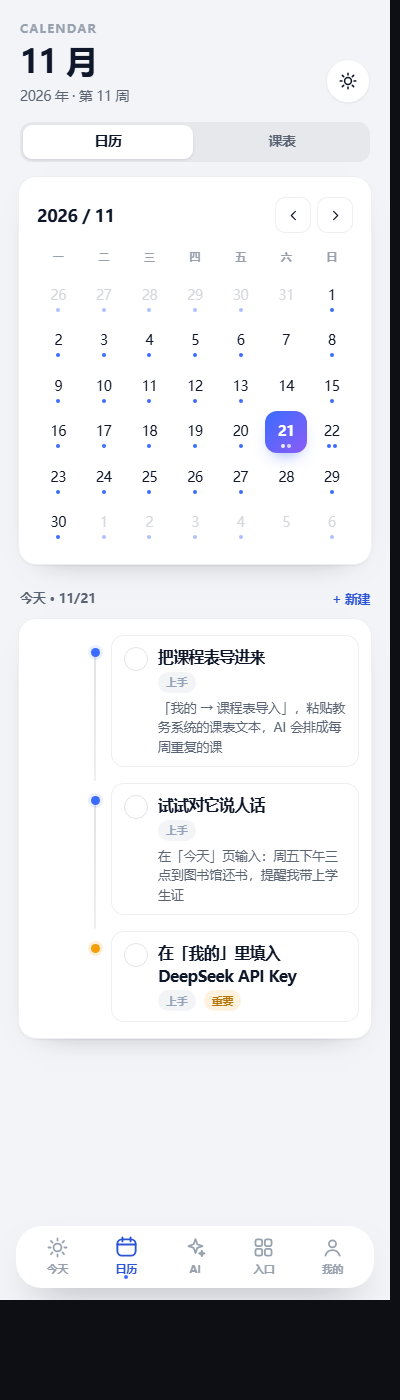 CALENDAR
11 月
2026 年 · 第 11 周
日历 课表
2026 / 11
一 二 三 四 五 六 日
26 27 28 29 30 31 1
2 3 4 5 6 7 8
9 10 11 12 13 14 15
16 17 18 19 20 21 22
23 24 25 26 27 28 29
30 1 2 3 4 5 6
今天 • 11/21 + 新建
把课程表导进来
上手
「我的 → 课程表导入」，粘贴教
务系统的课表文本，AI 会排成每
周重复的课
试试对它说人话
上手
在「今天」页输入：周五下午三
点到图书馆还书，提醒我带上学
生证
在「我的」里填入
DeepSeek API Key
上手 重要
今天 日历 AI 入口 我的